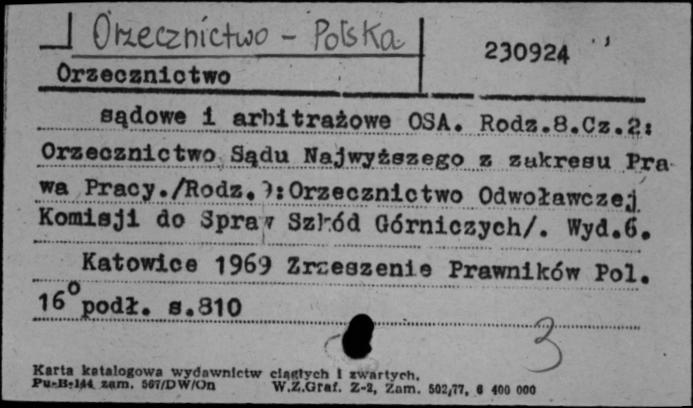 Orzecznictwo - Polska
230924
Orzecznictwo
sądowe i arbitrażowe OSA. Rodz.8.Cz.2:
Orzecznictwo Sądu Najwyższego z zakresu Pra
wa Pracy./Rodz. :Orzecznictwo Odwoławczej
Komisji do Spraw Szkód Górniczych/. Wyd.6.
Katowice 1969 Zrzeszenie Prawników Pol.
16° podł. s.810
3
Karta katalogowa wydawnictw ciągłych i zwartych.
Pu-B-144 zam. 567/DW/On W.Z.Graf. Z-2, Zam. 502/77, 6 400 000